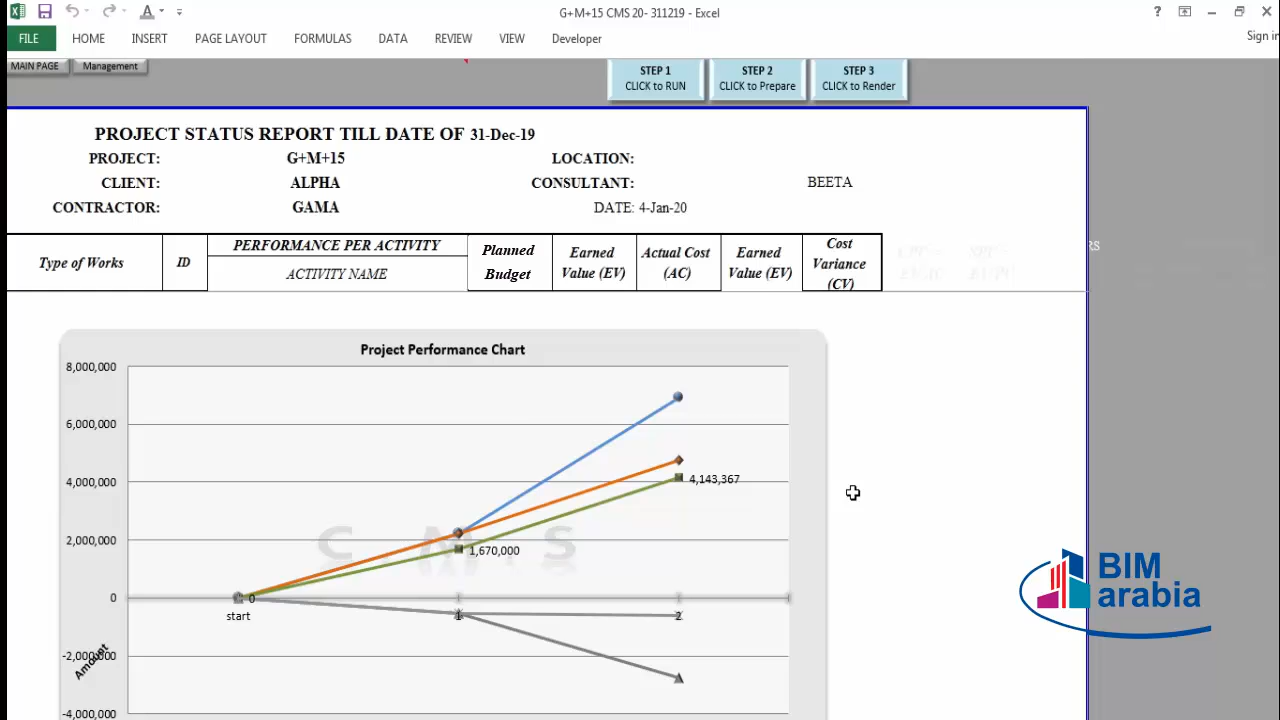 G+M+15 CMS 20- 311219 - Excel
?
FILE HOME INSERT PAGE LAYOUT FORMULAS DATA REVIEW VIEW Developer Sign in
MAIN PAGE Management
STEP 1
CLICK to RUN
STEP 2
CLICK to Prepare
STEP 3
CLICK to Render
PROJECT STATUS REPORT TILL DATE OF 31-Dec-19
PROJECT: G+M+15 LOCATION:
CLIENT: ALPHA CONSULTANT: BEETA
CONTRACTOR: GAMA DATE: 4-Jan-20
Type of Works
ID
PERFORMANCE PER ACTIVITY
ACTIVITY NAME
Planned
Budget
Earned
Value (EV)
Actual Cost
(AC)
Earned
Value (EV)
Cost
Variance
(CV)
RS
Project Performance Chart
8,000,000
6,000,000
4,000,000
2,000,000
0
-2,000,000
-4,000,000
4,143,367
1,670,000
0
start
1
2
Amount
C M S
BIM
arabia